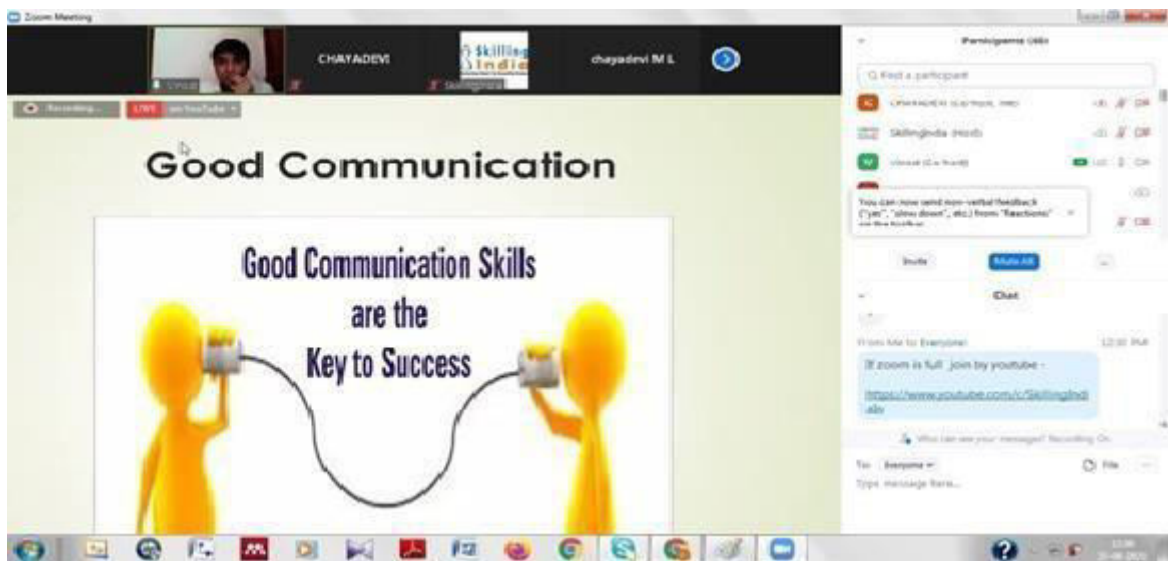 Zoom Meeting
CHAYADEVI
Skilling
India
chayadevi M L
Vinod
SkillingIndia
Recording...
LIVE on YouTube
Good Communication
Good Communication Skills
are the
Key to Success
Participants
Find a participant
CHAYADEVI
SkillingIndia (Host)
You can now send non-verbal feedback
("yes", "slow down", etc.) from "Reactions"
on the toolbar
Invite
Mute All
Chat
From Me to Everyone:
12:30 PM
If zoom is full join by youtube -
https://www.youtube.com/c/SkillingIndi
Who can see your messages? Recording On
To: Everyone
File
Type message here...